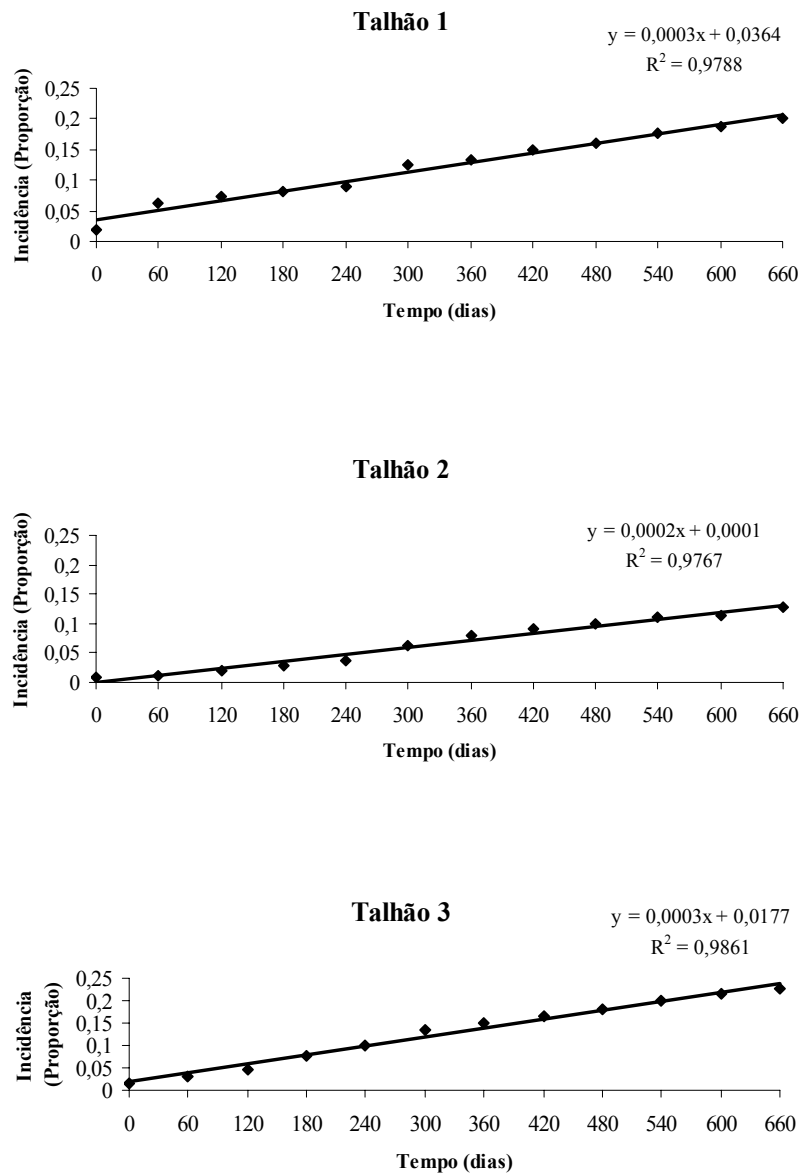 Talhão 1
y = 0,0003x + 0,0364
R² = 0,9788
Incidência (Proporção)
0,25
0,2
0,15
0,1
0,05
0
0 60 120 180 240 300 360 420 480 540 600 660
Tempo (dias)
Talhão 2
y = 0,0002x + 0,0001
R² = 0,9767
Incidência (Proporção)
0,25
0,2
0,15
0,1
0,05
0
0 60 120 180 240 300 360 420 480 540 600 660
Tempo (dias)
Talhão 3
y = 0,0003x + 0,0177
R² = 0,9861
Incidência
(Proporção)
0,25
0,2
0,15
0,1
0,05
0
0 60 120 180 240 300 360 420 480 540 600 660
Tempo (dias)